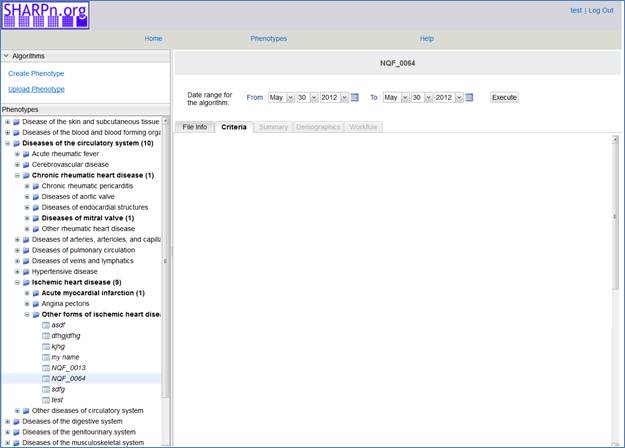 SHARPn.org
test | Log Out
Home Phenotypes Help
Algorithms
Create Phenotype
Upload Phenotype
Phenotypes
Disease of the skin and subcutaneous tissue
Diseases of the blood and blood forming orga
Diseases of the circulatory system (10)
Acute rheumatic fever
Cerebrovascular disease
Chronic rheumatic heart disease (1)
Chronic rheumatic pericarditis
Diseases of aortic valve
Diseases of endocardial structures
Diseases of mitral valve (1)
Other rheumatic heart disease
Diseases of arteries, arterioles, and capilla
Diseases of pulmonary circulation
Diseases of veins and lymphatics
Hypertensive disease
Ischemic heart disease (9)
Acute myocardial infarction (1)
Angina pectoris
Other forms of ischemic heart disea
asdf
dfhgjdfhg
kjhg
my name
NQF_0013
NQF_0064
sdfg
test
Other diseases of circulatory system
Diseases of the digestive system
Diseases of the genitourinary system
Diseases of the musculoskeletal system
NQF_0064
Date range for
the algorithm:
From : May 30 2012 To : May 30 2012 Execute
File Info Criteria Summary Demographics Workflow